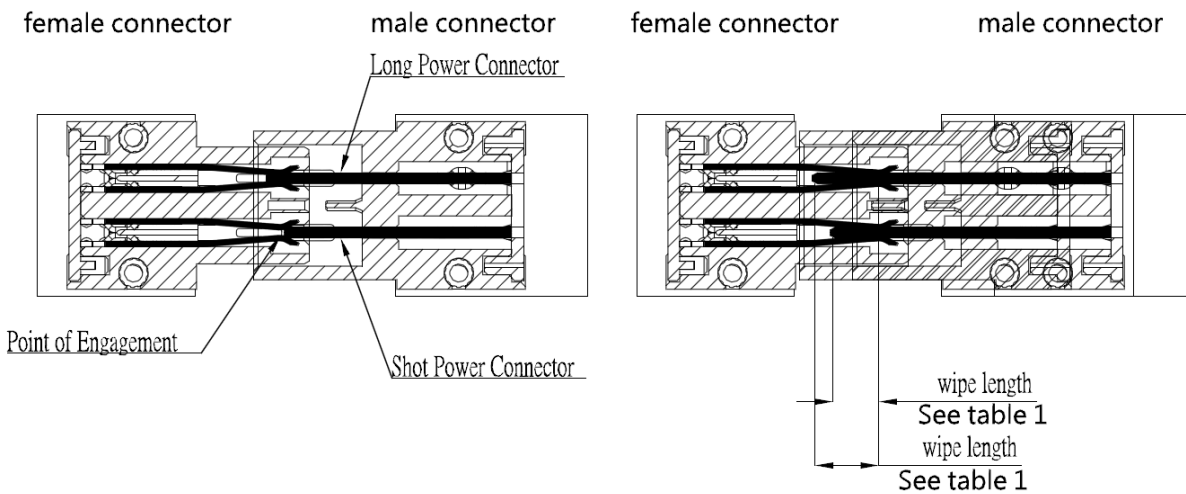 female connector
male connector
Long Power Connector
Point of Engagement
Shot Power Connector
female connector
male connector
wipe length
See table 1
wipe length
See table 1